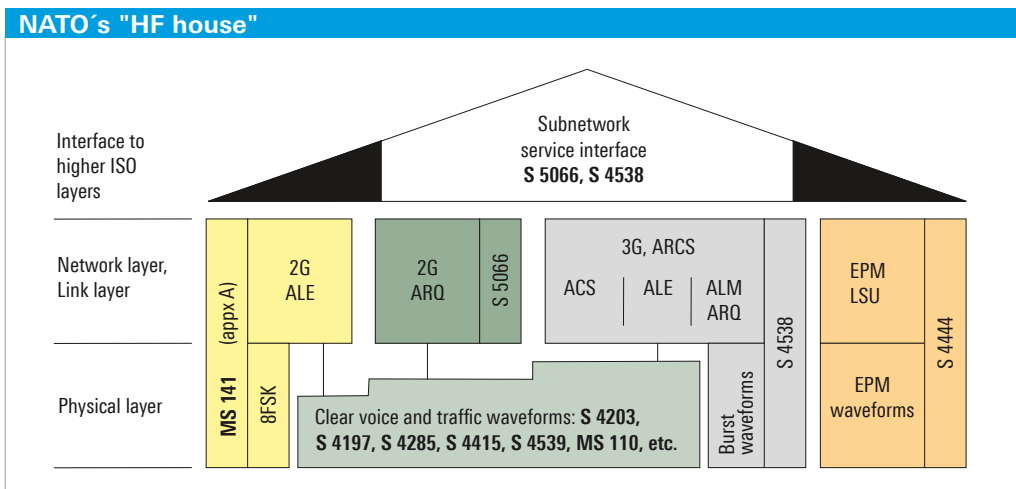 NATO´s "HF house"
Interface to
higher ISO
layers
Subnetwork
service interface
S 5066, S 4538
Network layer,
Link layer
MS 141 (appx A)
2G
ALE
2G
ARQ
S 5066
3G, ARCS
ACS
ALE
ALM
ARQ
S 4538
EPM
LSU
S 4444
Physical layer
8FSK
Clear voice and traffic waveforms: S 4203,
S 4197, S 4285, S 4415, S 4539, MS 110, etc.
Burst
waveforms
EPM
waveforms